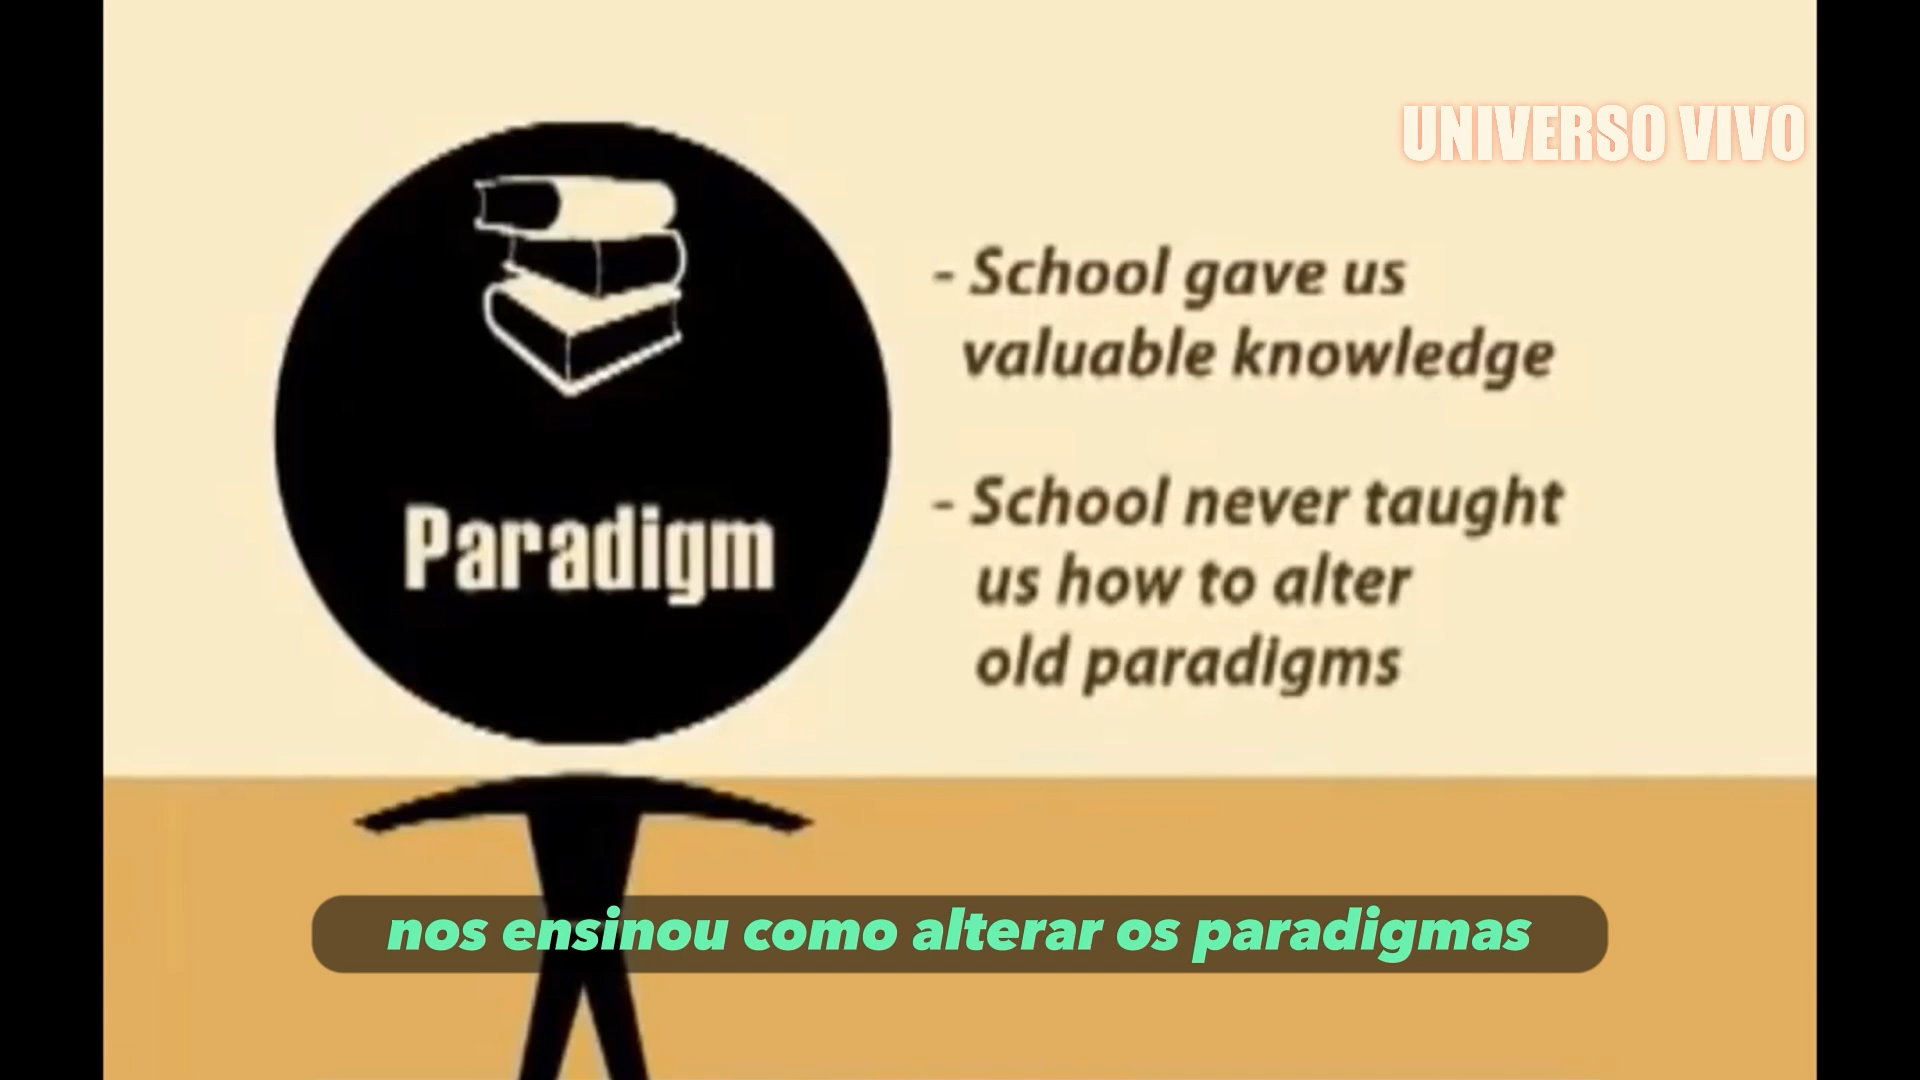 UNIVERSO VIVO
- School gave us
valuable knowledge
- School never taught
us how to alter
old paradigms
Paradigm
nos ensinou como alterar os paradigmas